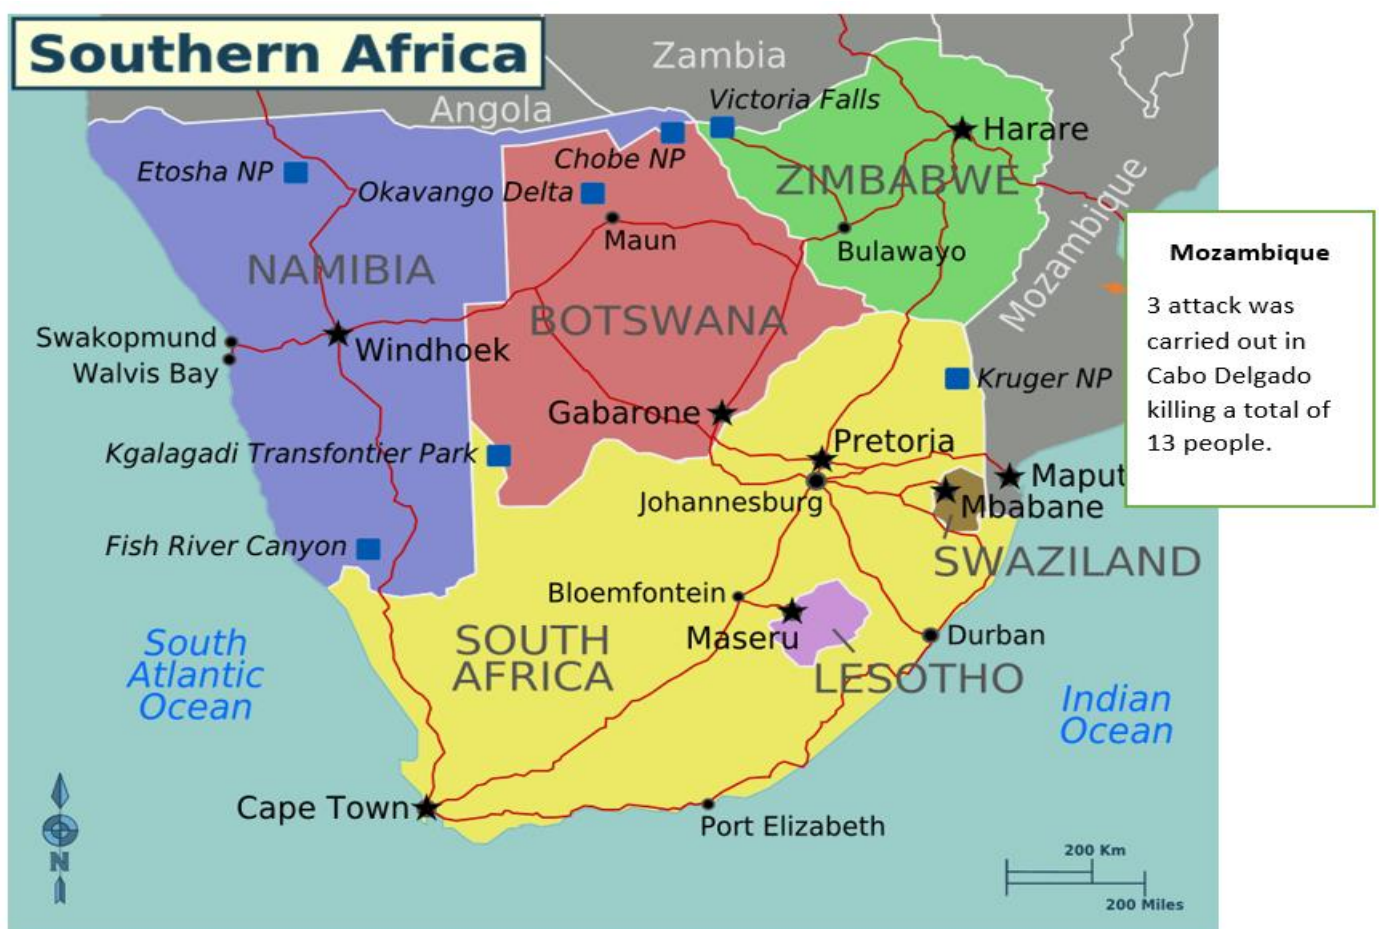 Southern Africa
Zambia
Angola
Victoria Falls
Harare
Chobe NP
Etosha NP
ZIMBABWE
Okavango Delta
Mozambique
Maun
Bulawayo
NAMIBIA
BOTSWANA
Swakopmund
Walvis Bay
Windhoek
Kruger NP
Gabarone
Pretoria
Kgalagadi Transfontier Park
Johannesburg
Maput
Mbabane
SWAZILAND
Fish River Canyon
Bloemfontein
Maseru
Durban
SOUTH
AFRICA
LESOTHO
South
Atlantic
Ocean
Indian
Ocean
Cape Town
Port Elizabeth
N
200 Km
200 Miles
Mozambique
3 attack was
carried out in
Cabo Delgado
killing a total of
13 people.